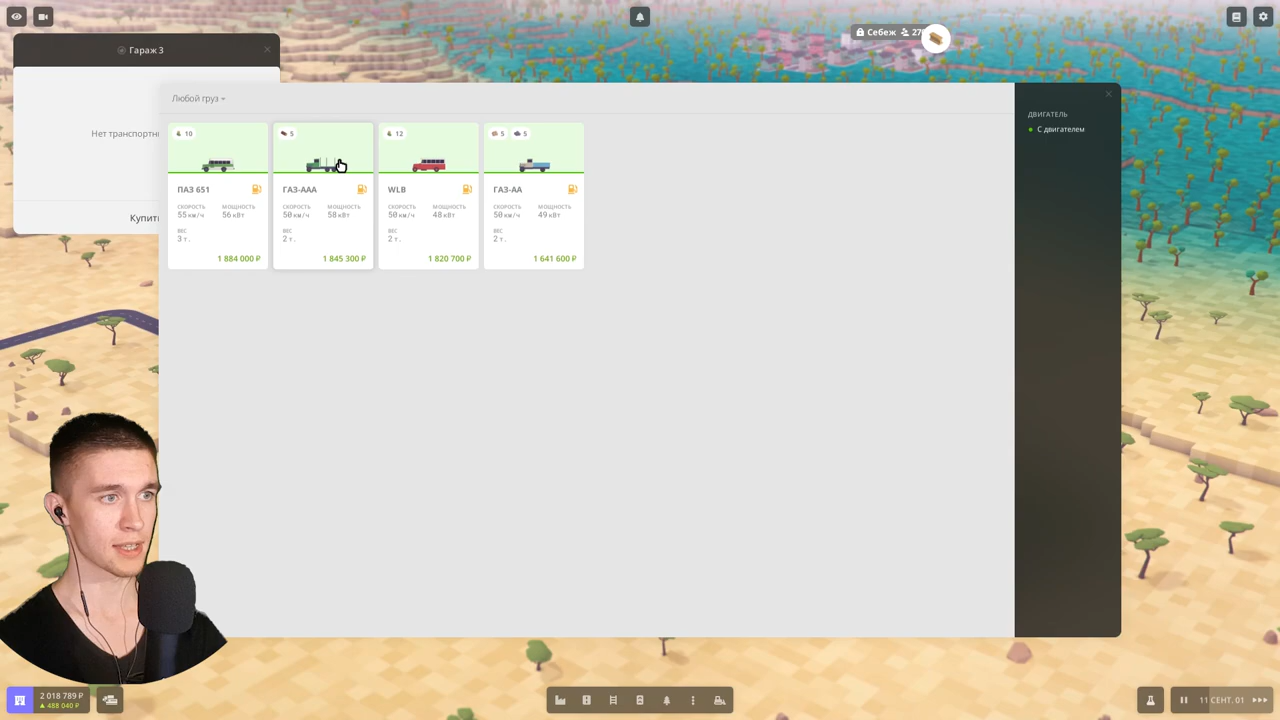 Себеж 27
Гараж 3
Нет транспортн
Купит
Любой груз
10
ПАЗ 651
СКОРОСТЬ МОЩНОСТЬ
55 км/ч 56 кВт
ВЕС
3 т.
1 884 000 ₽
5
ГАЗ-ААА
СКОРОСТЬ МОЩНОСТЬ
50 км/ч 58 кВт
ВЕС
2 т.
1 845 300 ₽
12
WLB
СКОРОСТЬ МОЩНОСТЬ
50 км/ч 48 кВт
ВЕС
2 т.
1 820 700 ₽
5 5
ГАЗ-АА
СКОРОСТЬ МОЩНОСТЬ
50 км/ч 49 кВт
ВЕС
2 т.
1 641 600 ₽
ДВИГАТЕЛЬ
С двигателем
2 018 789 ₽
488 040 ₽
11 СЕНТ. 01